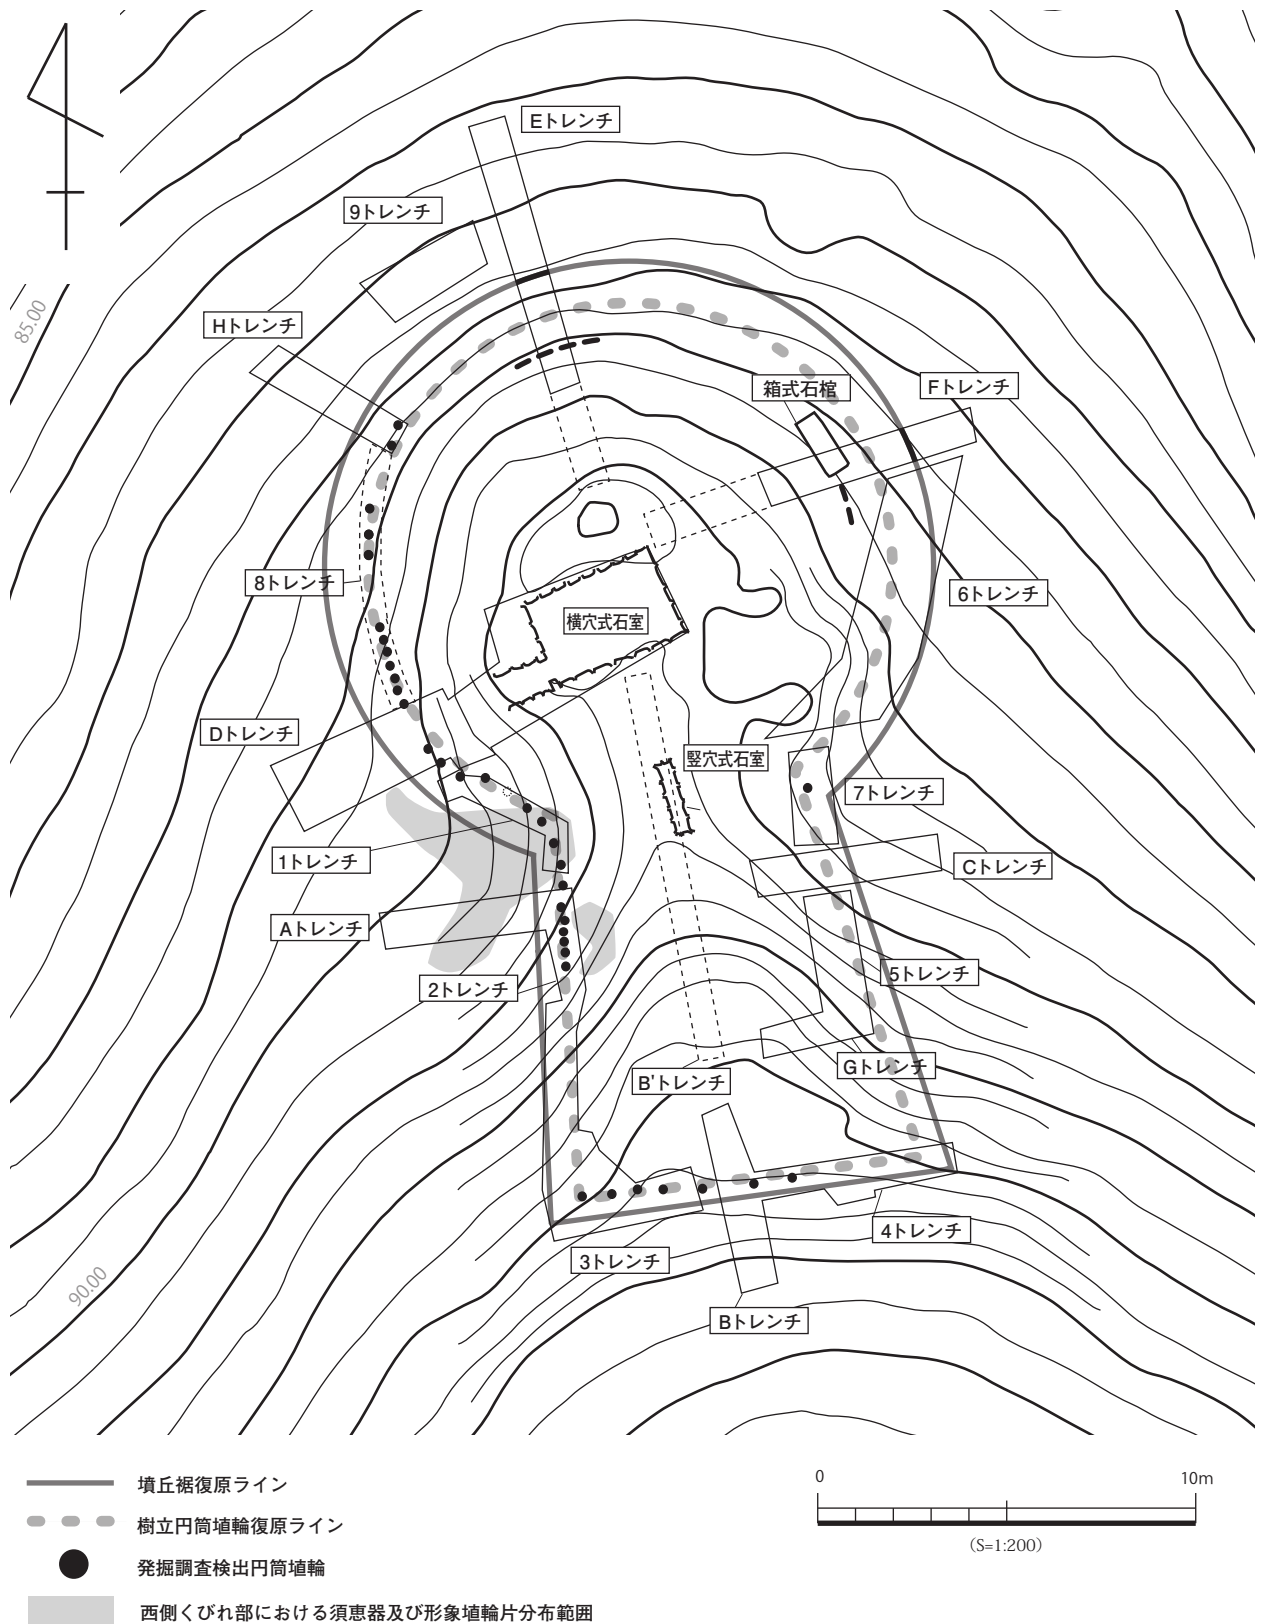 Eトレンチ
9トレンチ
Hトレンチ
85.00
箱式石棺
Fトレンチ
8トレンチ
6トレンチ
横穴式石室
Dトレンチ
竪穴式石室
7トレンチ
1トレンチ
Cトレンチ
Aトレンチ
5トレンチ
2トレンチ
Gトレンチ
B'トレンチ
4トレンチ
3トレンチ
90.00
Bトレンチ
墳丘裾復原ライン
樹立円筒埴輪復原ライン
発掘調査検出円筒埴輪
西側くびれ部における須恵器及び形象埴輪片分布範囲
0
10m
(S=1:200)